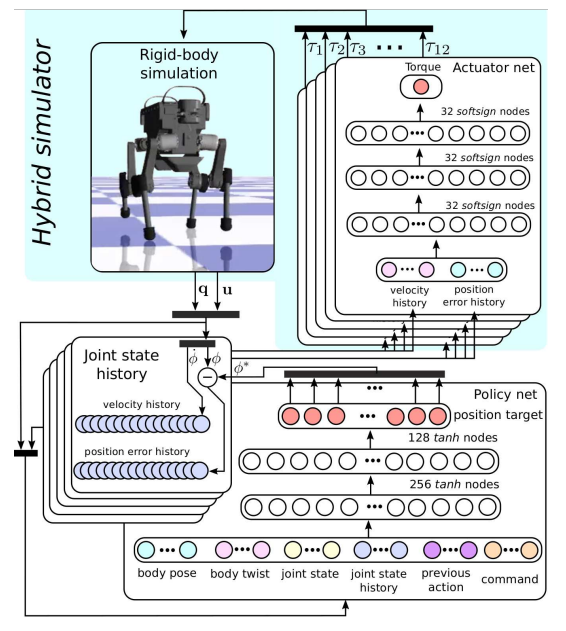 Hybrid simulator
Rigid-body
simulation
τ1 τ2 τ3 ... τ12
Actuator net
Torque
32 softsign nodes
32 softsign nodes
32 softsign nodes
velocity
history
position
error history
q u
Joint state
history
ϕ̇ ϕ
−
ϕ*
velocity history
position error history
Policy net
position target
128 tanh nodes
256 tanh nodes
body pose
body twist
joint state
joint state
history
previous
action
command